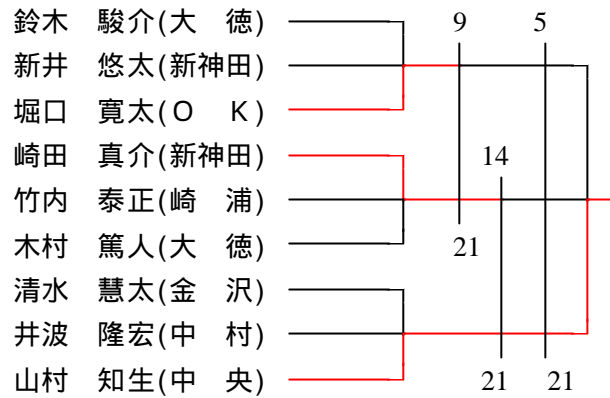 鈴木　駿介(大　徳)　9　5
新井　悠太(新神田)
堀口　寛太(Ｏ　Ｋ)
崎田　真介(新神田)　14
竹内　泰正(崎　浦)
木村　篤人(大　徳)　21
清水　慧太(金　沢)
井波　隆宏(中　村)
山村　知生(中　央)　21　21